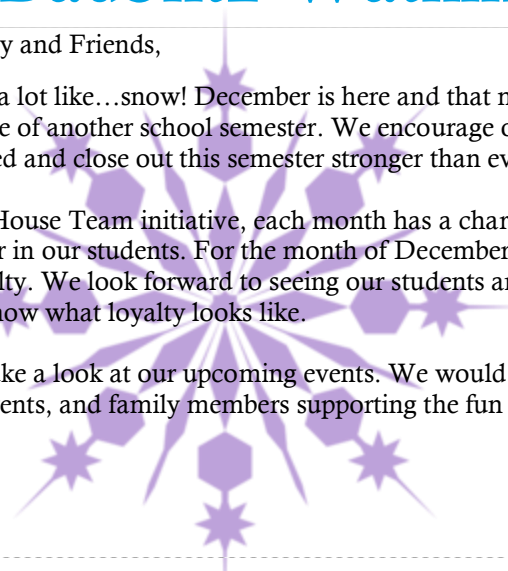 y and Friends,
a lot like…snow! December is here and that
e of another school semester. We encourage
ed and close out this semester stronger than
House Team initiative, each month has a
r in our students. For the month of December
lty. We look forward to seeing our students
how what loyalty looks like.
ke a look at our upcoming events. We would
ents, and family members supporting the fun